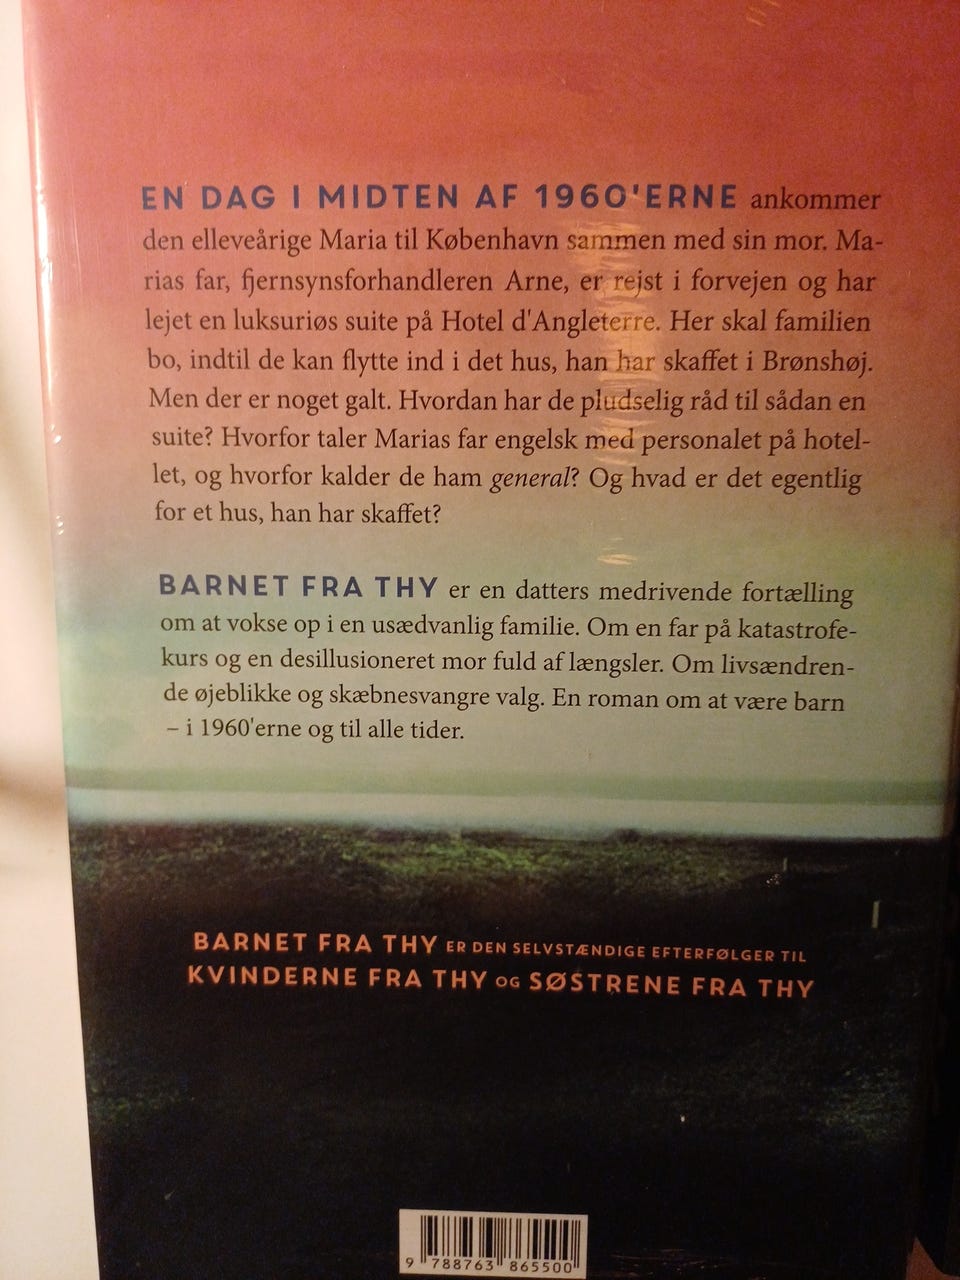 EN DAG I MIDTEN AF 1960'ERNE ankommer
den elleveårige Maria til København sammen med sin mor. Ma-
rias far, fjernsynsforhandleren Arne, er rejst i forvejen og har
lejet en luksuriøs suite på Hotel d'Angleterre. Her skal familien
bo, indtil de kan flytte ind i det hus, han har skaffet i Brønshøj.
Men der er noget galt. Hvordan har de pludselig råd til sådan en
suite? Hvorfor taler Marias far engelsk med personalet på hotel-
let, og hvorfor kalder de ham general? Og hvad er det egentlig
for et hus, han har skaffet?
BARNET FRA THY er en datters medrivende fortælling
om at vokse op i en usædvanlig familie. Om en far på katastrofe-
kurs og en desillusioneret mor fuld af længsler. Om livsændren-
de øjeblikke og skæbnesvangre valg. En roman om at være barn
– i 1960'erne og til alle tider.
BARNET FRA THY ER DEN SELVSTÆNDIGE EFTERFØLGER TIL
KVINDERNE FRA THY OG SØSTRENE FRA THY
9 788763 865500